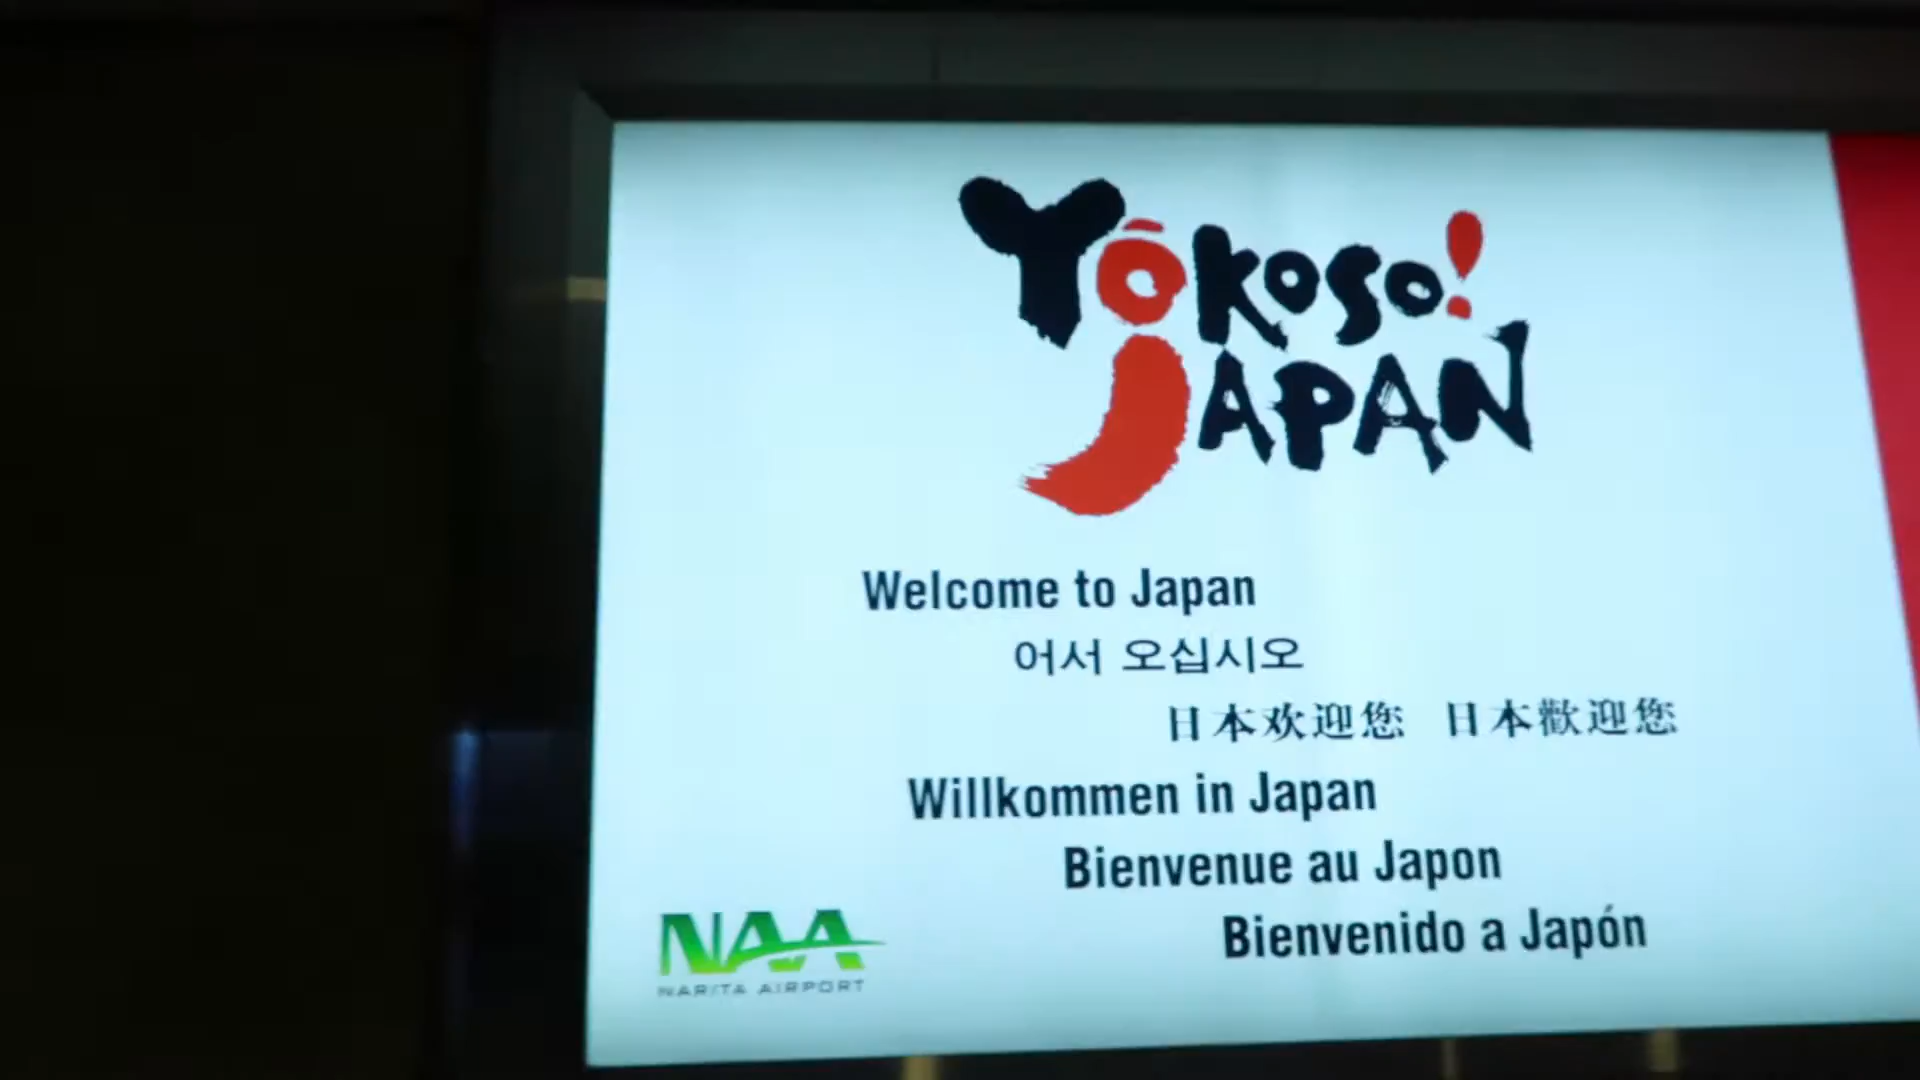 Yōkoso!
JAPAN
Welcome to Japan
어서 오십시오
日本欢迎您 日本歡迎您
Willkommen in Japan
Bienvenue au Japon
Bienvenido a Japón
NAA
NARITA AIRPORT